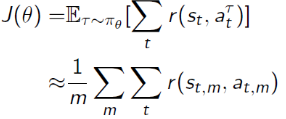 J(θ) =𝔼_{τ∼π_θ}[∑_t r(s_t, a_t^τ)]
≈ 1/m ∑_m ∑_t r(s_{t,m}, a_{t,m})